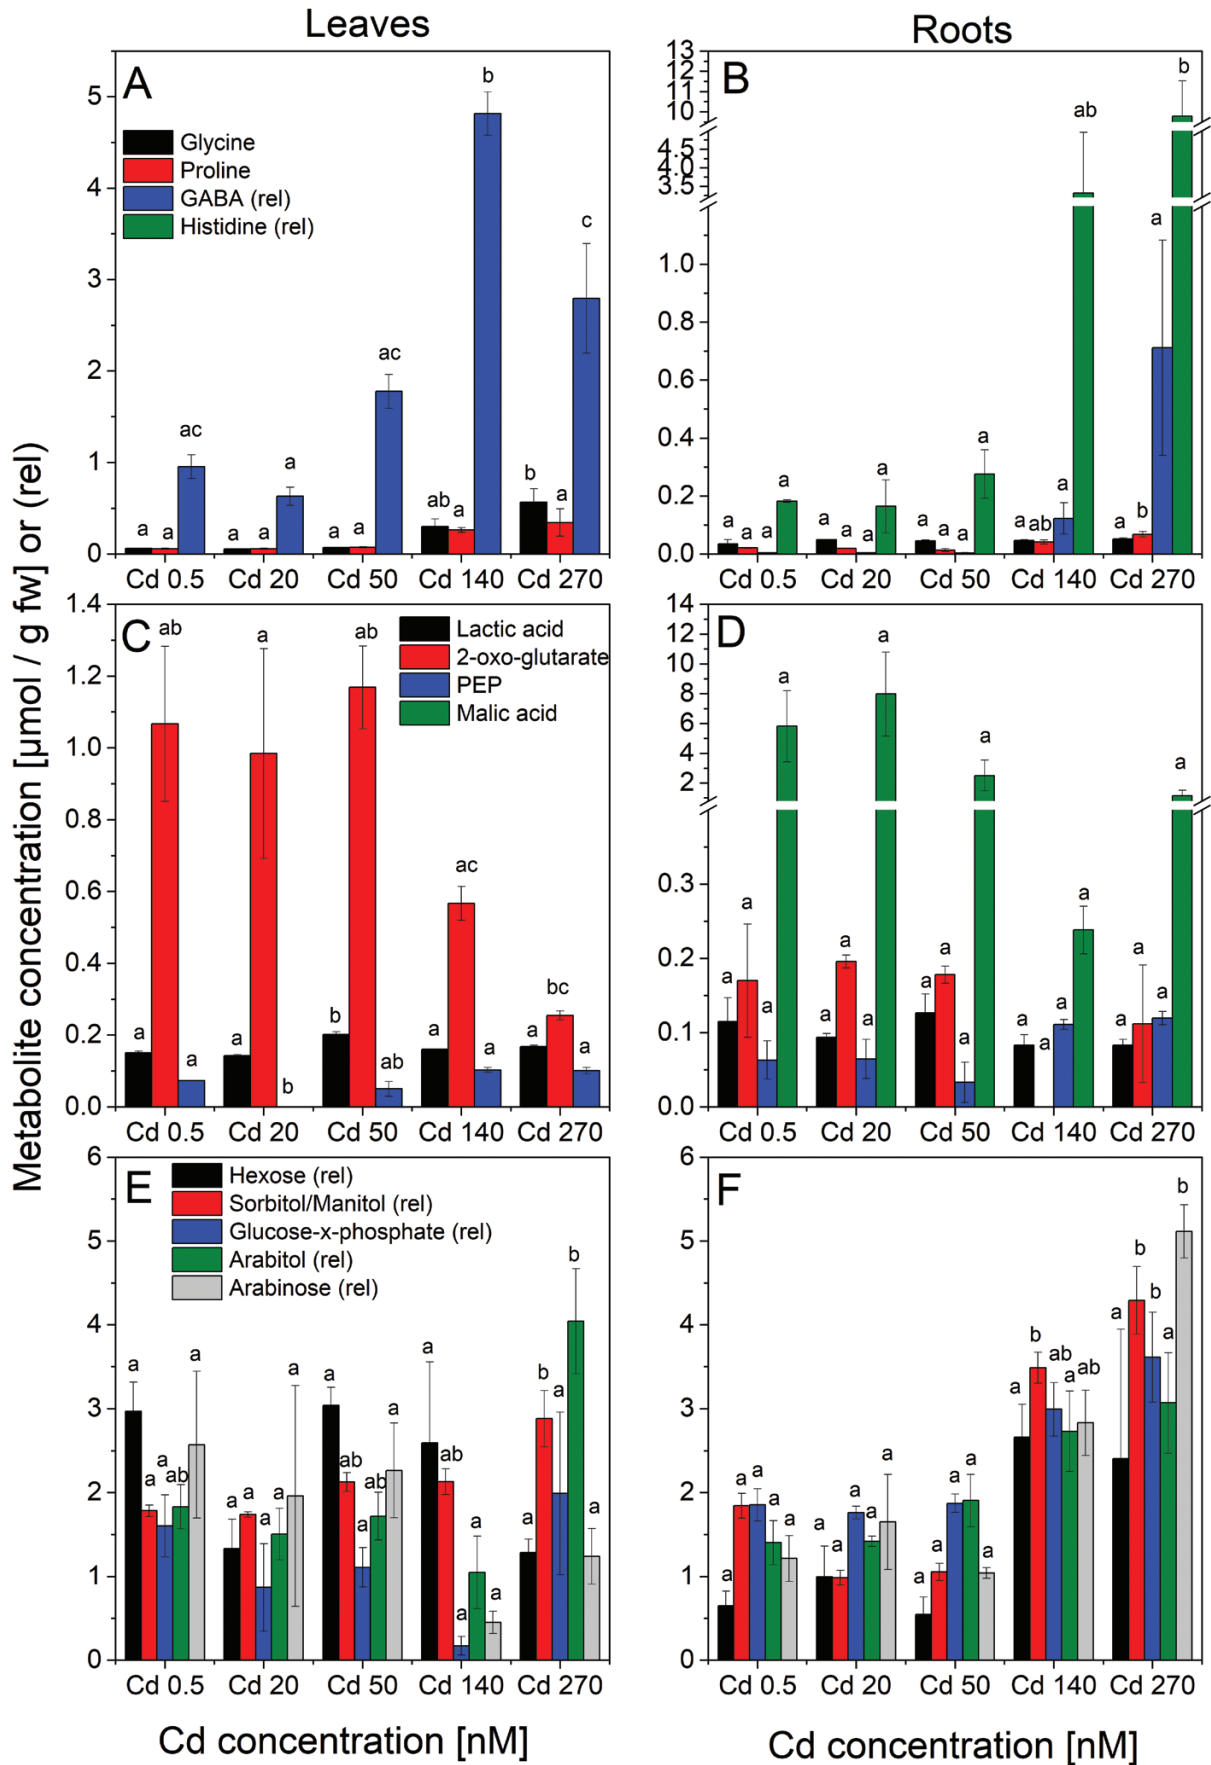 Leaves
Roots
Metabolite concentration [µmol / g fw] or (rel)
A
Glycine
Proline
GABA (rel)
Histidine (rel)
5
4
3
2
1
0
a a ac
a a a
a a ac
ab a b
b a c
Cd 0.5 Cd 20 Cd 50 Cd 140 Cd 270
B
13
12
11
10
4.5
4.0
3.5
1.0
0.8
0.6
0.4
0.2
0.0
a a a a
a a a a
a a a a
a ab a ab
a b a b
Cd 0.5 Cd 20 Cd 50 Cd 140 Cd 270
C
Lactic acid
2-oxo-glutarate
PEP
Malic acid
1.4
1.2
1.0
0.8
0.6
0.4
0.2
0.0
a ab a
a a b
b ab ab
a ac a
a bc a
Cd 0.5 Cd 20 Cd 50 Cd 140 Cd 270
D
14
12
10
8
6
4
2
0.3
0.2
0.1
0.0
a a a a
a a a a
a a a a
a a a a
a a a a
Cd 0.5 Cd 20 Cd 50 Cd 140 Cd 270
E
Hexose (rel)
Sorbitol/Manitol (rel)
Glucose-x-phosphate (rel)
Arabitol (rel)
Arabinose (rel)
6
5
4
3
2
1
0
a a a ab a
a a a a a
a ab a ab a
a ab a a a
a b a b a
Cd 0.5 Cd 20 Cd 50 Cd 140 Cd 270
F
6
5
4
3
2
1
0
a a a a a
a a a a a
a a a a a
a b ab a ab
a b b a b
Cd 0.5 Cd 20 Cd 50 Cd 140 Cd 270
Cd concentration [nM]
Cd concentration [nM]